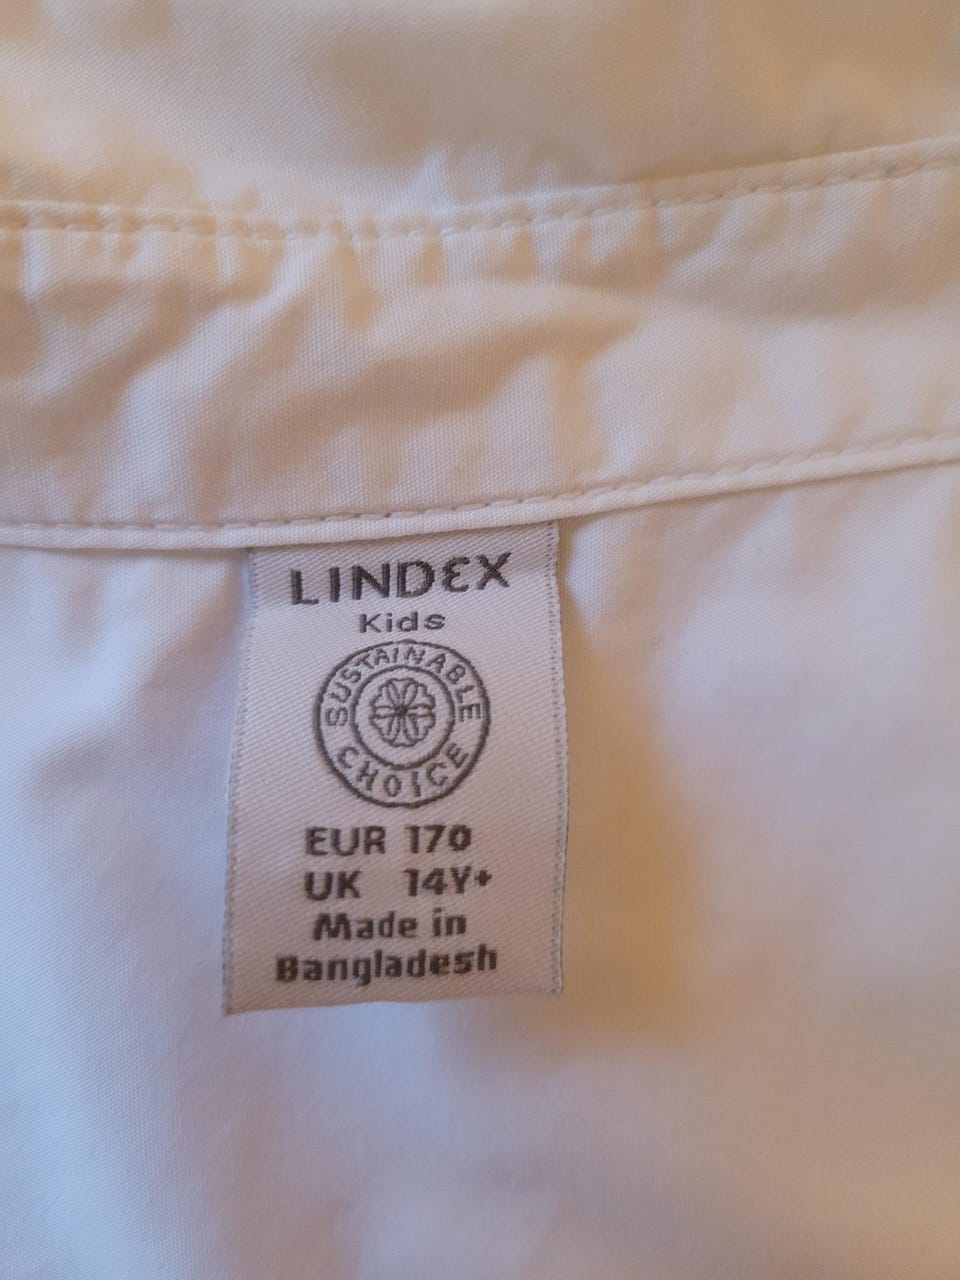 LINDEX
Kids
SUSTAINABLE
CHOICE
EUR 170
UK 14Y+
Made in
Bangladesh